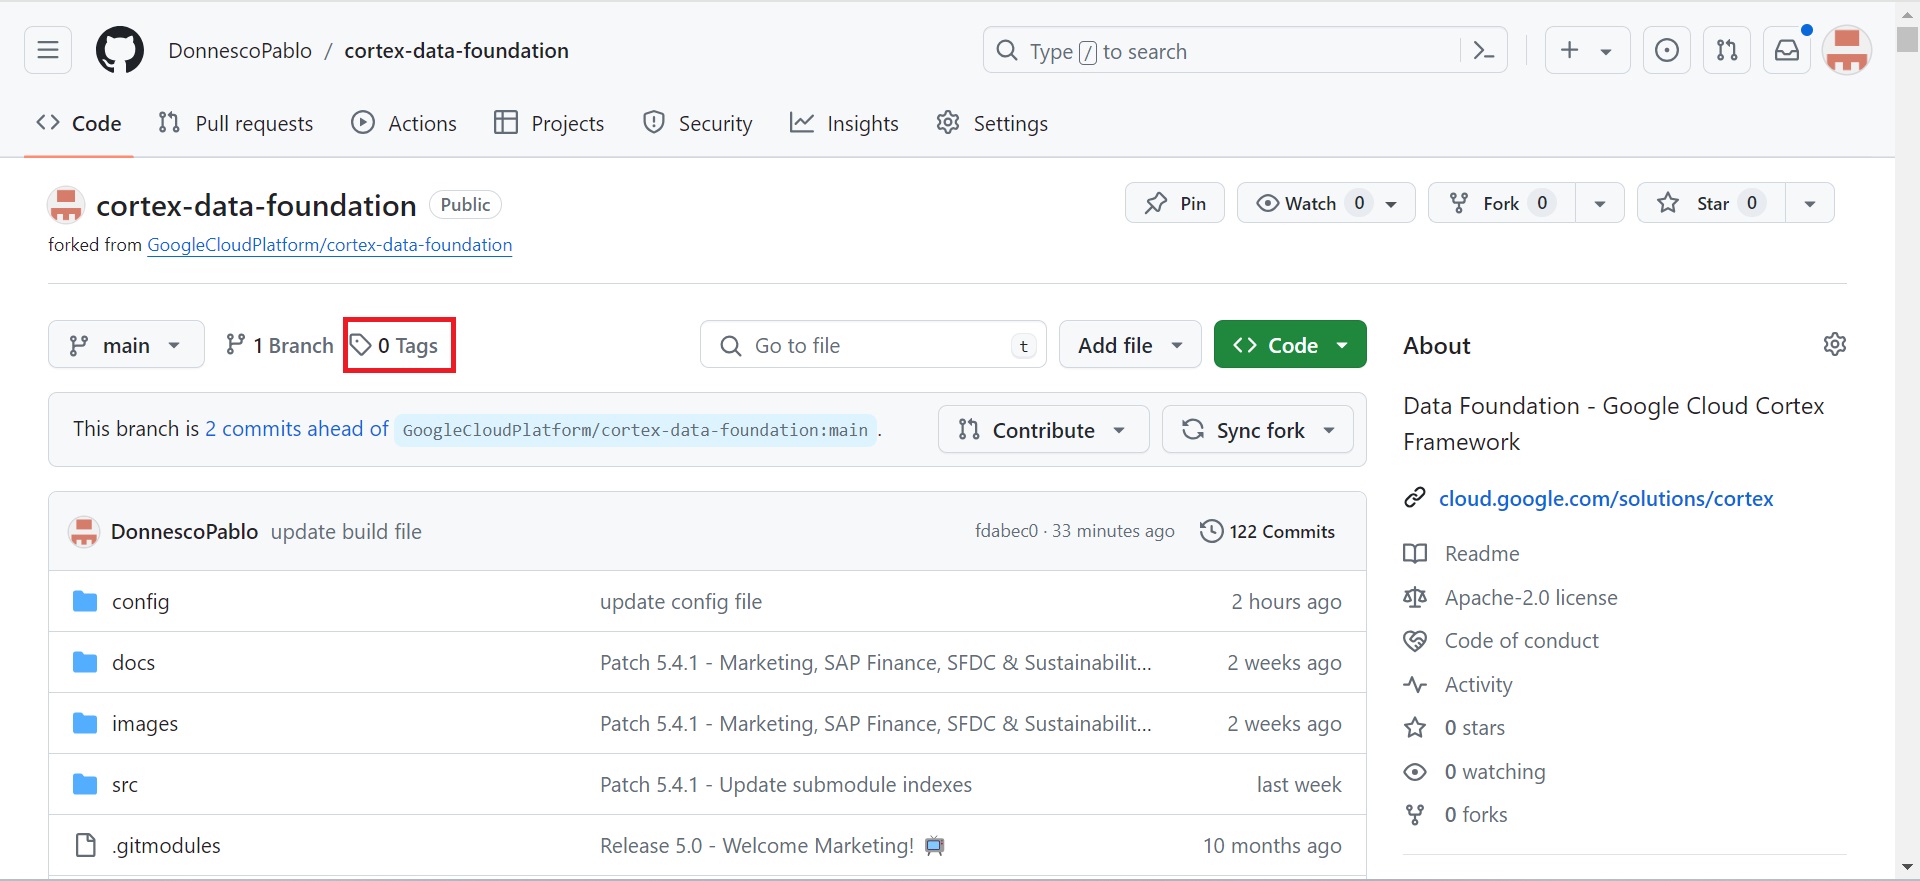 DonnescoPablo / cortex-data-foundation
Type / to search
Code
Pull requests
Actions
Projects
Security
Insights
Settings
cortex-data-foundation Public
Pin
Watch 0
Fork 0
Star 0
forked from GoogleCloudPlatform/cortex-data-foundation
main
1 Branch
0 Tags
Go to file
t
Add file
Code
About
This branch is 2 commits ahead of GoogleCloudPlatform/cortex-data-foundation:main .
Contribute
Sync fork
Data Foundation - Google Cloud Cortex
Framework
cloud.google.com/solutions/cortex
DonnescoPablo update build file
fdabec0 · 33 minutes ago
122 Commits
Readme
config
update config file
2 hours ago
Apache-2.0 license
docs
Patch 5.4.1 - Marketing, SAP Finance, SFDC & Sustainabilit...
2 weeks ago
Code of conduct
Activity
images
Patch 5.4.1 - Marketing, SAP Finance, SFDC & Sustainabilit...
2 weeks ago
0 stars
src
Patch 5.4.1 - Update submodule indexes
last week
0 watching
0 forks
.gitmodules
Release 5.0 - Welcome Marketing! 📺
10 months ago